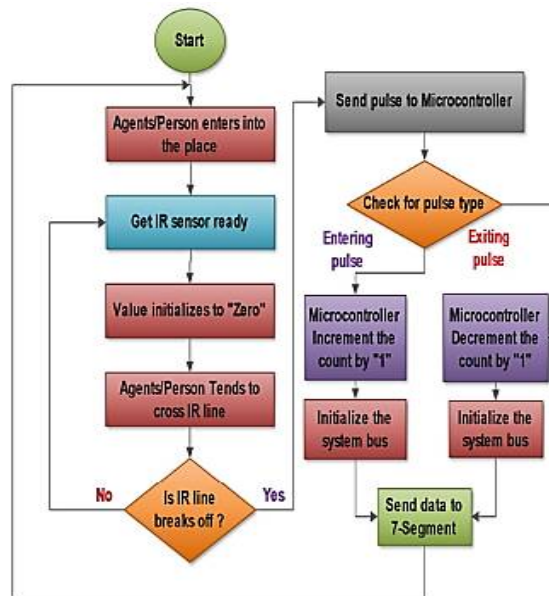 Start
Agents/Person enters into
the place
Get IR sensor ready
Value initializes to "Zero"
Agents/Person Tends to
cross IR line
Is IR line
breaks off ?
No
Yes
Send pulse to Microcontroller
Check for pulse type
Entering
pulse
Exiting
pulse
Microcontroller
Increment the
count by "1"
Microcontroller
Decrement the
count by "1"
Initialize the
system bus
Initialize the
system bus
Send data to
7-Segment